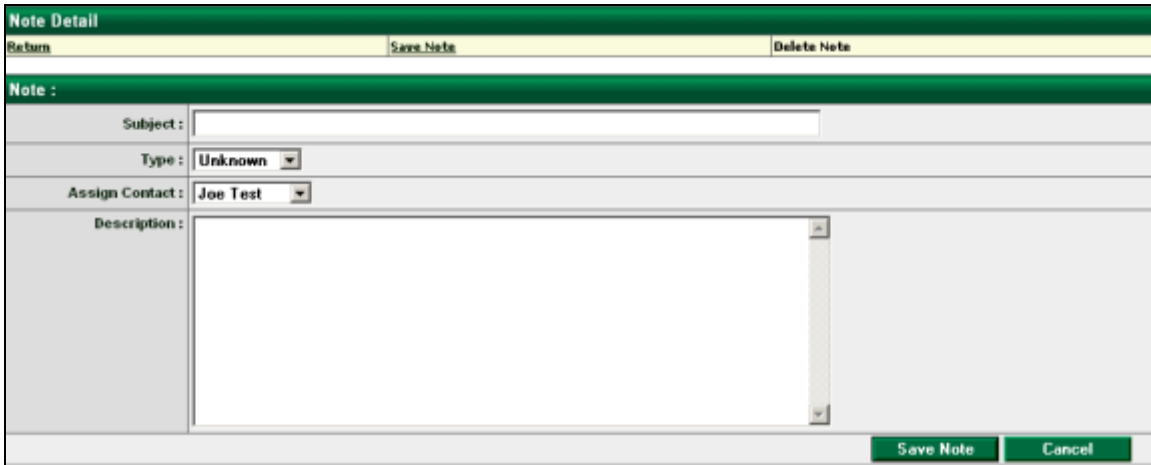 Note Detail
Return Save Note Delete Note
Note :
Subject :
Type : Unknown
Assign Contact : Joe Test
Description :
Save Note Cancel